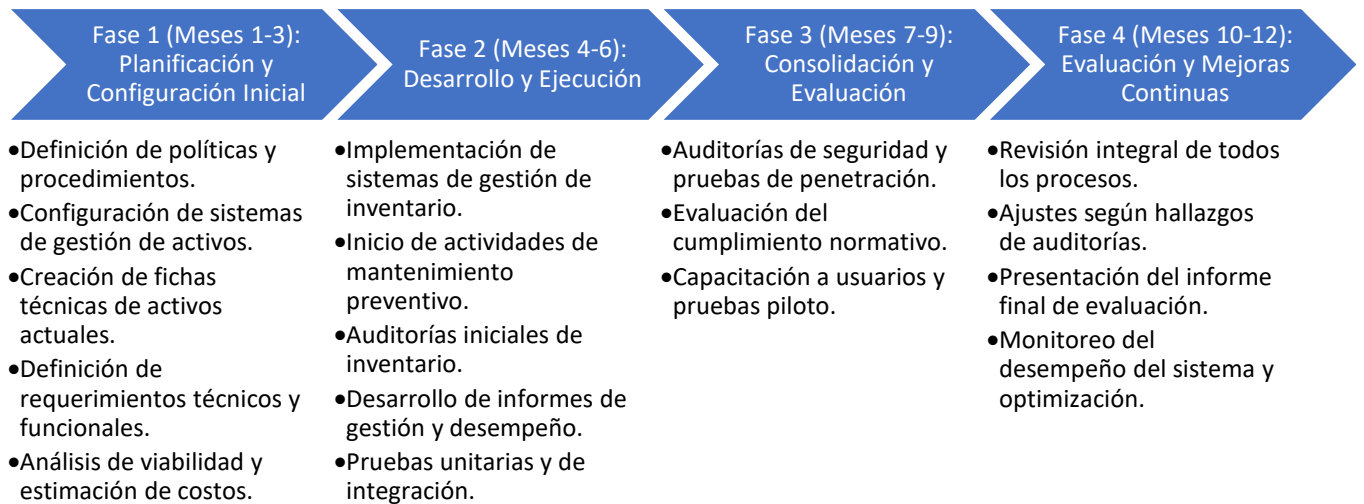 Fase 1 (Meses 1-3):
Planificación y
Configuración Inicial
•Definición de políticas y
procedimientos.
•Configuración de sistemas
de gestión de activos.
•Creación de fichas
técnicas de activos
actuales.
•Definición de
requerimientos técnicos y
funcionales.
•Análisis de viabilidad y
estimación de costos.
Fase 2 (Meses 4-6):
Desarrollo y Ejecución
•Implementación de
sistemas de gestión de
inventario.
•Inicio de actividades de
mantenimiento
preventivo.
•Auditorías iniciales de
inventario.
•Desarrollo de informes de
gestión y desempeño.
•Pruebas unitarias y de
integración.
Fase 3 (Meses 7-9):
Consolidación y
Evaluación
•Auditorías de seguridad y
pruebas de penetración.
•Evaluación del
cumplimiento normativo.
•Capacitación a usuarios y
pruebas piloto.
Fase 4 (Meses 10-12):
Evaluación y Mejoras
Continuas
•Revisión integral de todos
los procesos.
•Ajustes según hallazgos
de auditorías.
•Presentación del informe
final de evaluación.
•Monitoreo del
desempeño del sistema y
optimización.